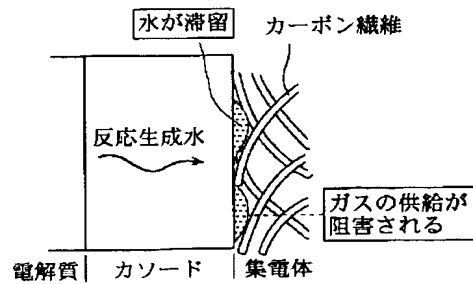 水が滞留
カーボン繊維
反応生成水
ガスの供給が
阻害される
電解質
カソード
集電体